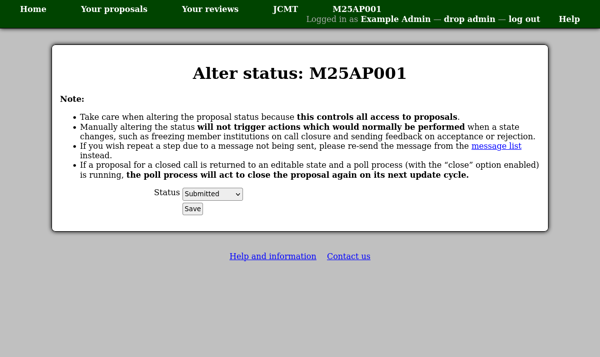 Home Your proposals Your reviews JCMT M25AP001
Logged in as Example Admin — drop admin — log out Help
Alter status: M25AP001
Note:
• Take care when altering the proposal status because this controls all access to proposals.
• Manually altering the status will not trigger actions which would normally be performed when a state
changes, such as freezing member institutions on call closure and sending feedback on acceptance or rejection.
• If you wish repeat a step due to a message not being sent, please re-send the message from the message list
instead.
• If a proposal for a closed call is returned to an editable state and a poll process (with the “close” option enabled)
is running, the poll process will act to close the proposal again on its next update cycle.
Status Submitted
Save
Help and information Contact us